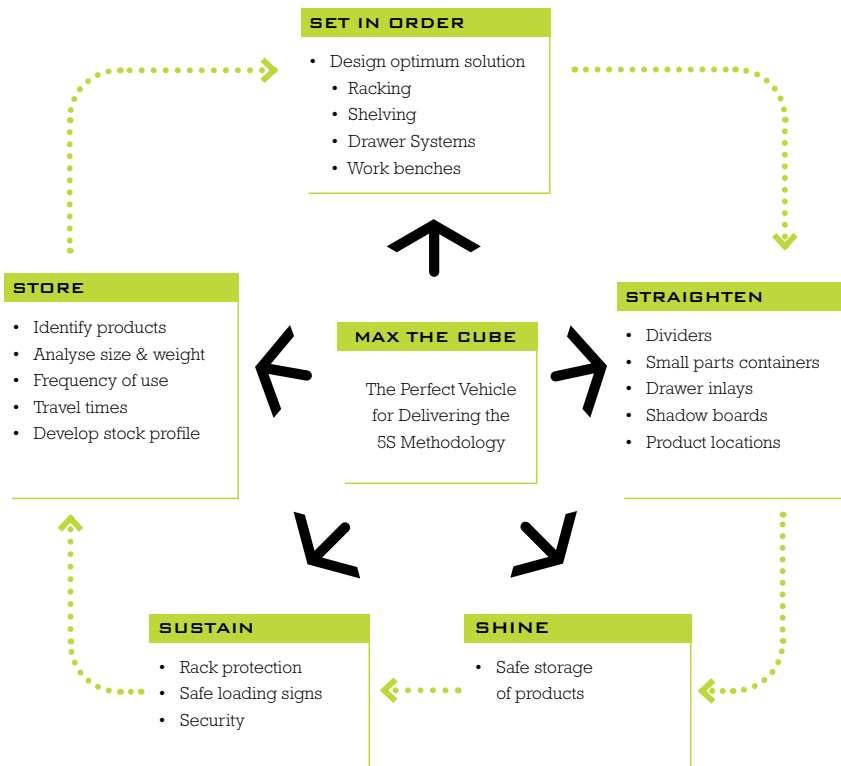 SET IN ORDER
• Design optimum solution
• Racking
• Shelving
• Drawer Systems
• Work benches
STORE
• Identify products
• Analyse size & weight
• Frequency of use
• Travel times
• Develop stock profile
MAX THE CUBE
The Perfect Vehicle
for Delivering the
5S Methodology
STRAIGHTEN
• Dividers
• Small parts containers
• Drawer inlays
• Shadow boards
• Product locations
SUSTAIN
• Rack protection
• Safe loading signs
• Security
SHINE
• Safe storage
of products